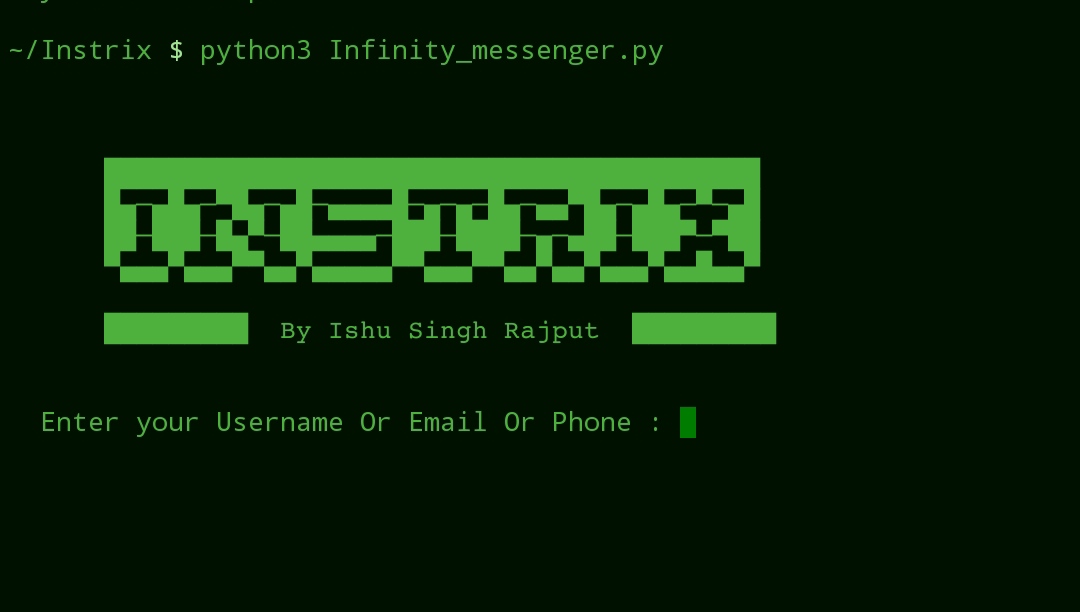 ~/Instrix $ python3 Infinity_messenger.py
INSTRIX
By Ishu Singh Rajput
Enter your Username Or Email Or Phone :